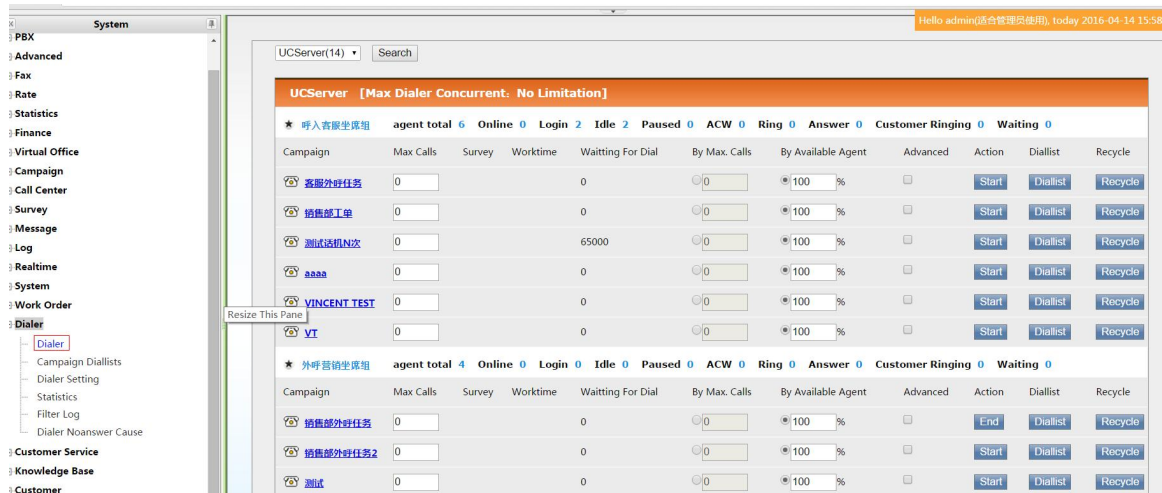 Hello admin(适合管理员使用), today 2016-04-14 15:58
System
PBX
Advanced
Fax
Rate
Statistics
Finance
Virtual Office
Campaign
Call Center
Survey
Message
Log
Realtime
System
Work Order
Dialer
Dialer
Campaign Diallists
Dialer Setting
Statistics
Filter Log
Dialer Noanswer Cause
Customer Service
Knowledge Base
Customer
Resize This Pane
UCServer(14) Search
UCServer [Max Dialer Concurrent: No Limitation]
★ 呼入客服坐席组 agent total 6 Online 0 Login 2 Idle 2 Paused 0 ACW 0 Ring 0 Answer 0 Customer Ringing 0 Waiting 0
Campaign Max Calls Survey Worktime Waitting For Dial By Max. Calls By Available Agent Advanced Action Diallist Recycle
客服外呼任务 0 0 0 100 % Start Diallist Recycle
销售部工单 0 0 0 100 % Start Diallist Recycle
测试话机N次 0 65000 0 100 % Start Diallist Recycle
aaaa 0 0 0 100 % Start Diallist Recycle
VINCENT TEST 0 0 0 100 % Start Diallist Recycle
VT 0 0 0 100 % Start Diallist Recycle
★ 外呼营销坐席组 agent total 4 Online 0 Login 0 Idle 0 Paused 0 ACW 0 Ring 0 Answer 0 Customer Ringing 0 Waiting 0
Campaign Max Calls Survey Worktime Waitting For Dial By Max. Calls By Available Agent Advanced Action Diallist Recycle
销售部外呼任务 0 0 0 100 % End Diallist Recycle
销售部外呼任务2 0 0 0 100 % Start Diallist Recycle
测试 0 0 0 100 % Start Diallist Recycle